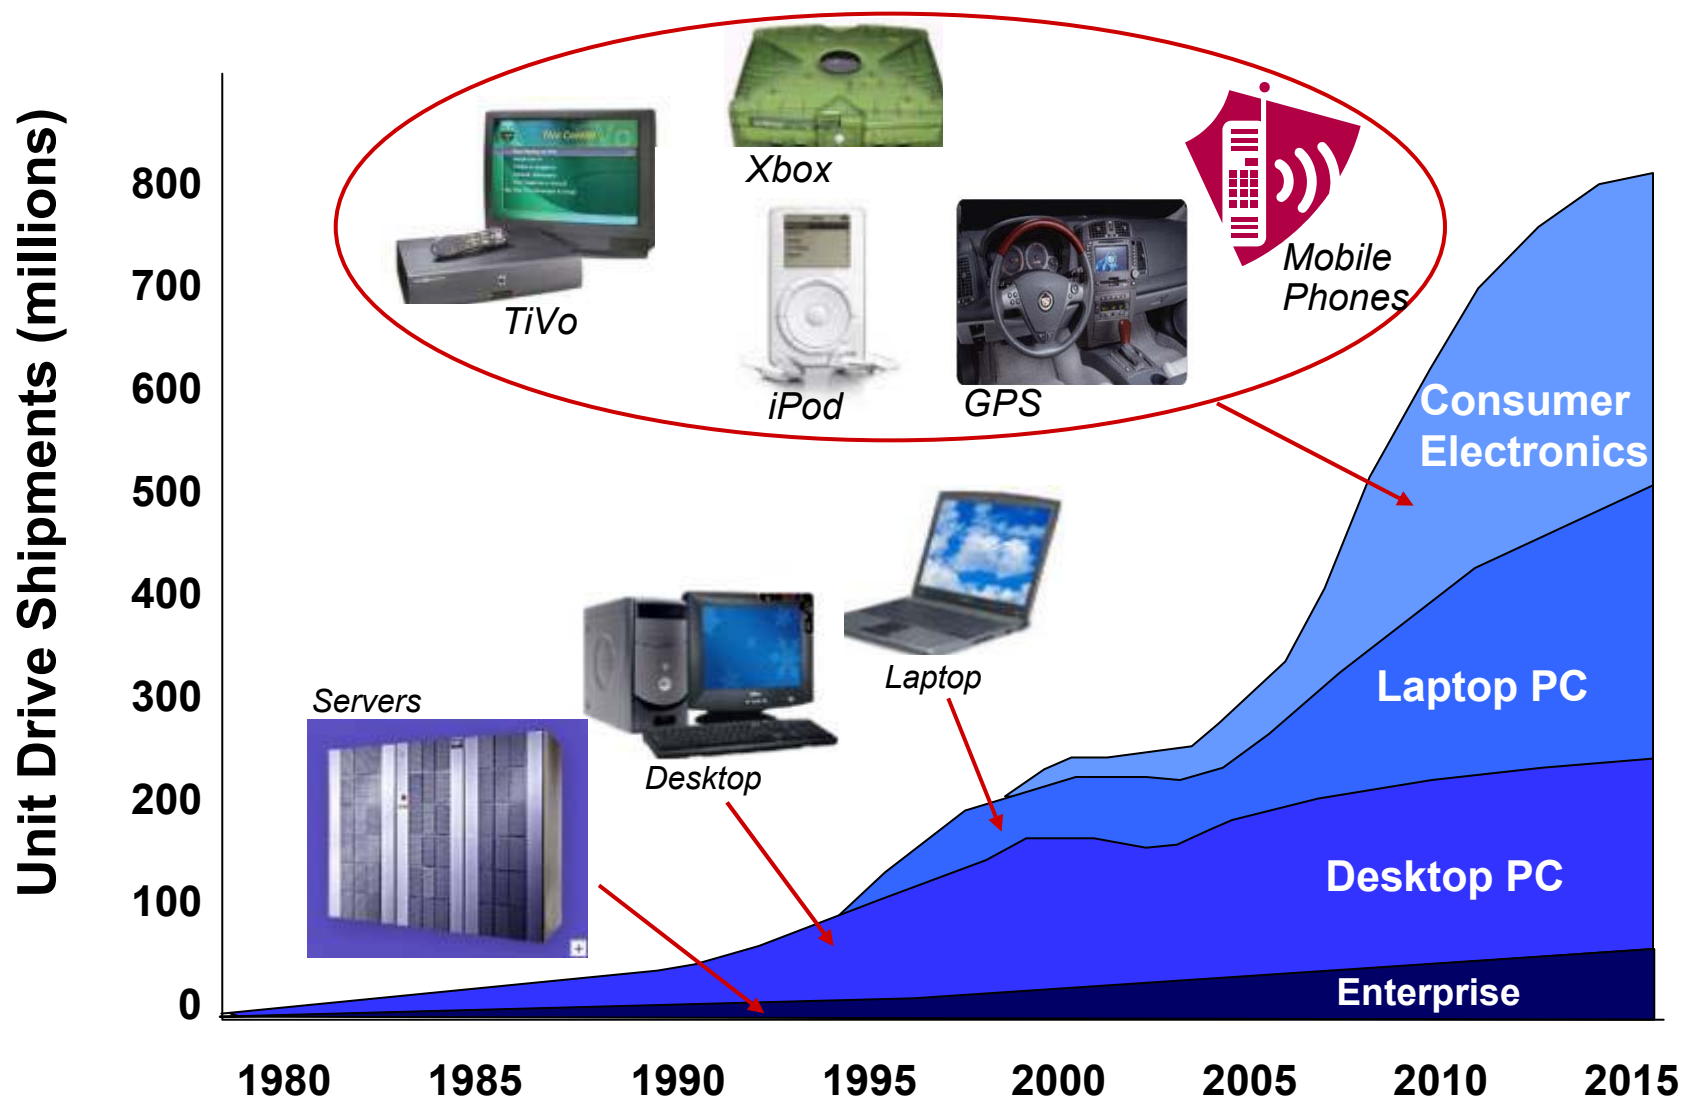 Unit Drive Shipments (millions)
800
700
600
500
400
300
200
100
0
1980
1985
1990
1995
2000
2005
2010
2015
TiVo
Xbox
iPod
GPS
Mobile
Phones
Servers
Desktop
Laptop
Consumer
Electronics
Laptop PC
Desktop PC
Enterprise